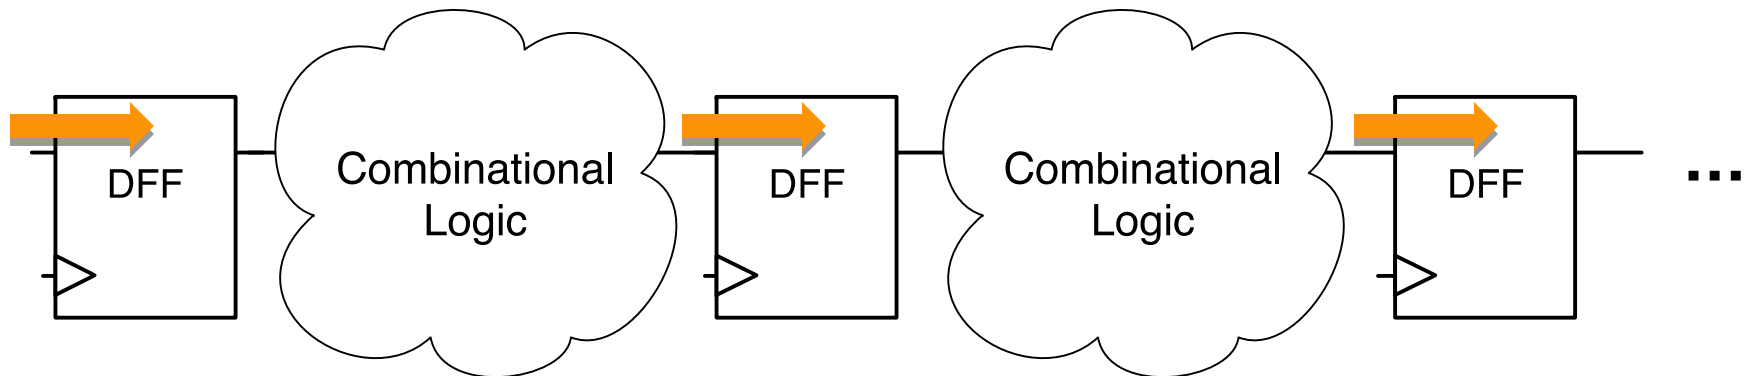 DFF
Combinational
Logic
DFF
Combinational
Logic
DFF
...